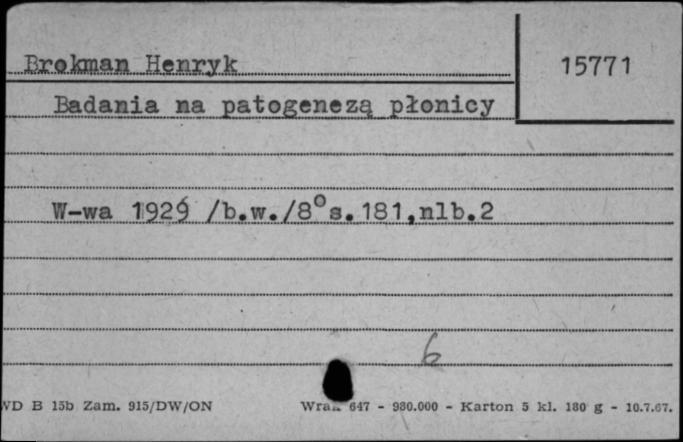 Brokman Henryk
15771
Badania na patogenezą płonicy
W-wa 1929 /b.w./8° s.181,nlb.2
6
WD B 15b Zam. 915/DW/ON
647 - 980.000 - Karton 5 kl. 180 g - 10.7.67.